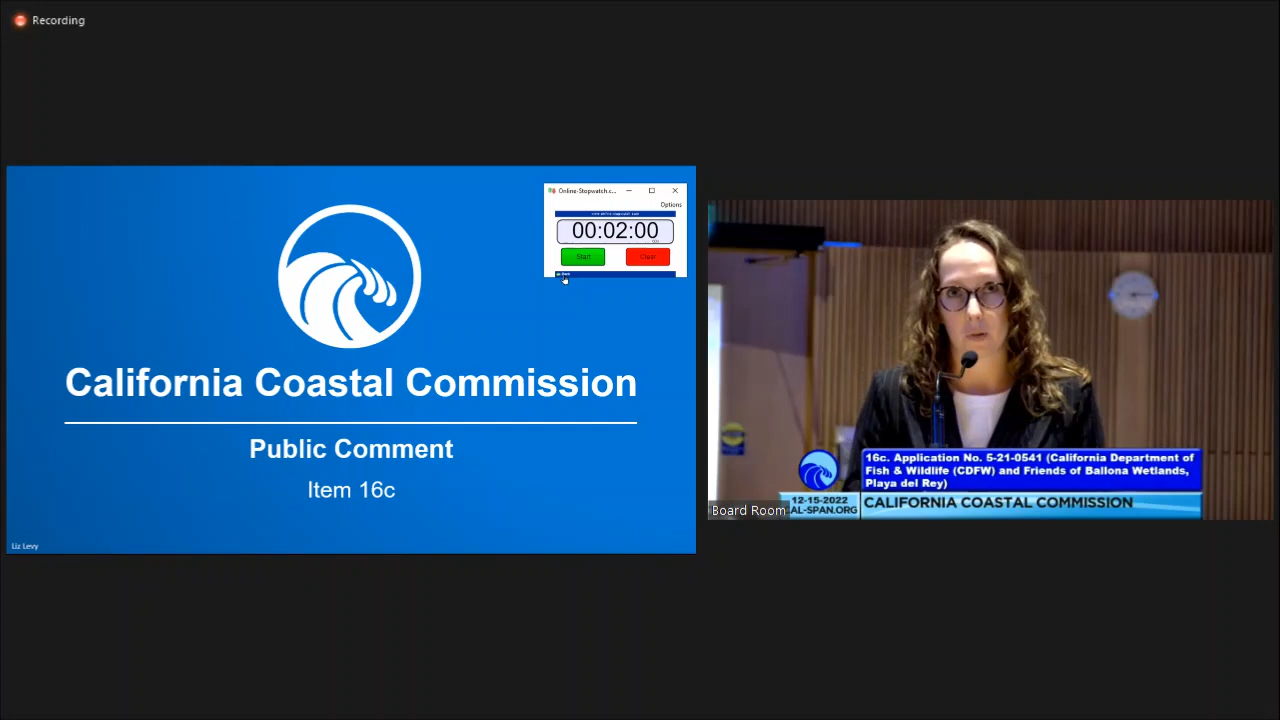 Recording
Online-Stopwatch.c...
Options
00:02:00
Start
Clear
California Coastal Commission
Public Comment
Item 16c
Liz Levy
16c. Application No. 5-21-0541 (California Department of
Fish & Wildlife (CDFW) and Friends of Ballona Wetlands,
Playa del Rey)
12-15-2022
AL-SPAN.ORG
CALIFORNIA COASTAL COMMISSION
Board Room